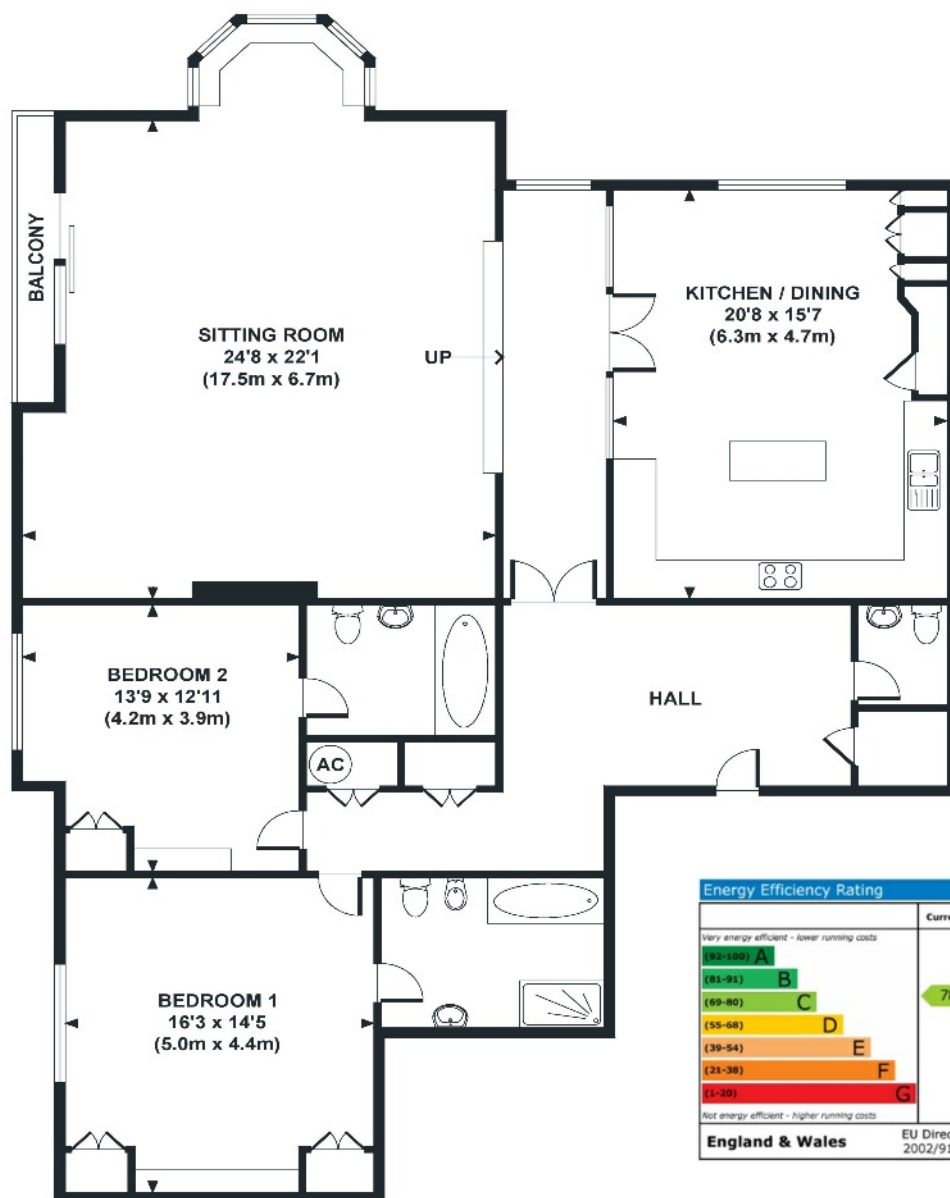 BALCONY
SITTING ROOM
24'8 x 22'1
(17.5m x 6.7m)
UP
KITCHEN / DINING
20'8 x 15'7
(6.3m x 4.7m)
BEDROOM 2
13'9 x 12'11
(4.2m x 3.9m)
AC
HALL
BEDROOM 1
16'3 x 14'5
(5.0m x 4.4m)
Energy Efficiency Rating
Very energy efficient - lower running costs
(92-100) A
(81-91) B
(69-80) C
(55-68) D
(39-54) E
(21-38) F
(1-20) G
Not energy efficient - higher running costs
England & Wales
EU
2002/91